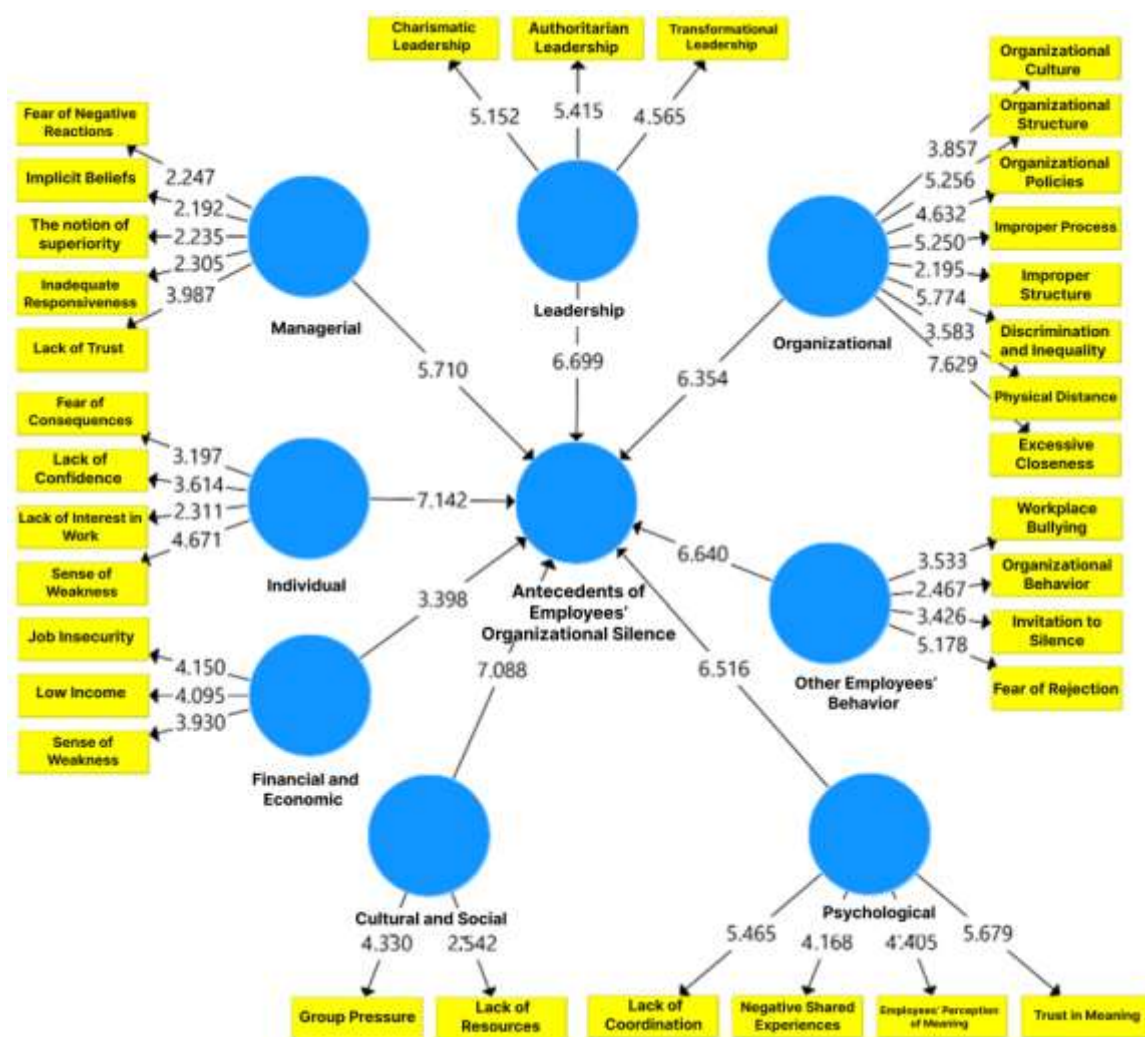 Charismatic
Leadership
Authoritarian
Leadership
Transformational
Leadership
5.152
5.415
4.565
Leadership
6.699
Fear of Negative
Reactions
Implicit Beliefs
The notion of
superiority
Inadequate
Responsiveness
Lack of Trust
2.247
2.192
2.235
2.305
3.987
Managerial
5.710
Organizational
Culture
Organizational
Structure
Organizational
Policies
Improper Process
Improper
Structure
Discrimination
and Inequality
Physical Distance
Excessive
Closeness
3.857
5.256
4.632
5.250
2.195
5.774
3.583
7.629
Organizational
6.354
Fear of
Consequences
Lack of
Confidence
Lack of Interest in
Work
Sense of
Weakness
3.197
3.614
2.311
4.671
Individual
7.142
Antecedents of
Employees'
Organizational Silence
Workplace
Bullying
Organizational
Behavior
Invitation to
Silence
Fear of Rejection
3.533
2.467
3.426
5.178
Other Employees'
Behavior
6.640
Job Insecurity
Low Income
Sense of
Weakness
4.150
4.095
3.930
Financial and
Economic
3.398
7.088
6.516
Cultural and Social
4.330
2.542
Group Pressure
Lack of
Resources
Psychological
5.465
4.168
4.405
5.679
Lack of
Coordination
Negative Shared
Experiences
Employees' Perception
of Meaning
Trust in Meaning